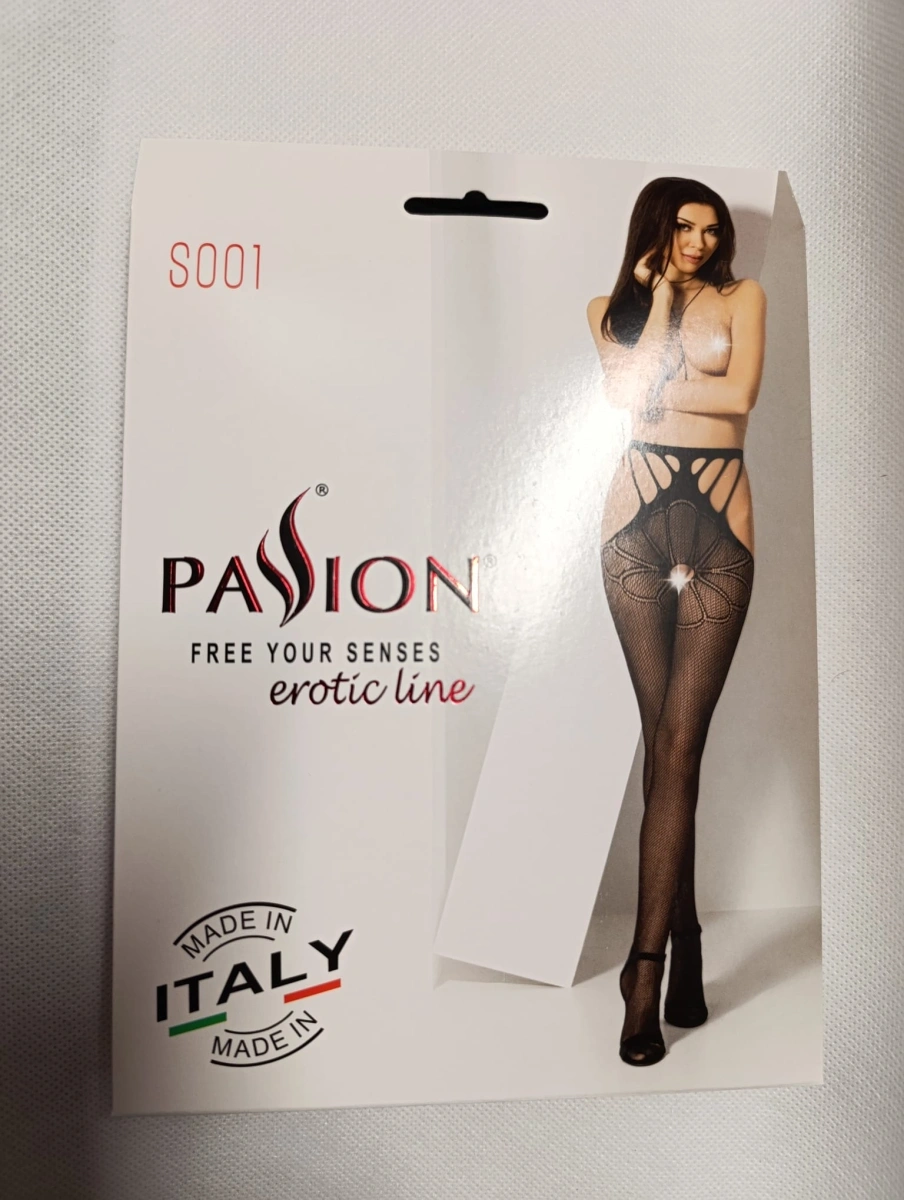 S001
®
PASSION®
FREE YOUR SENSES
erotic line
MADE IN
ITALY
MADE IN